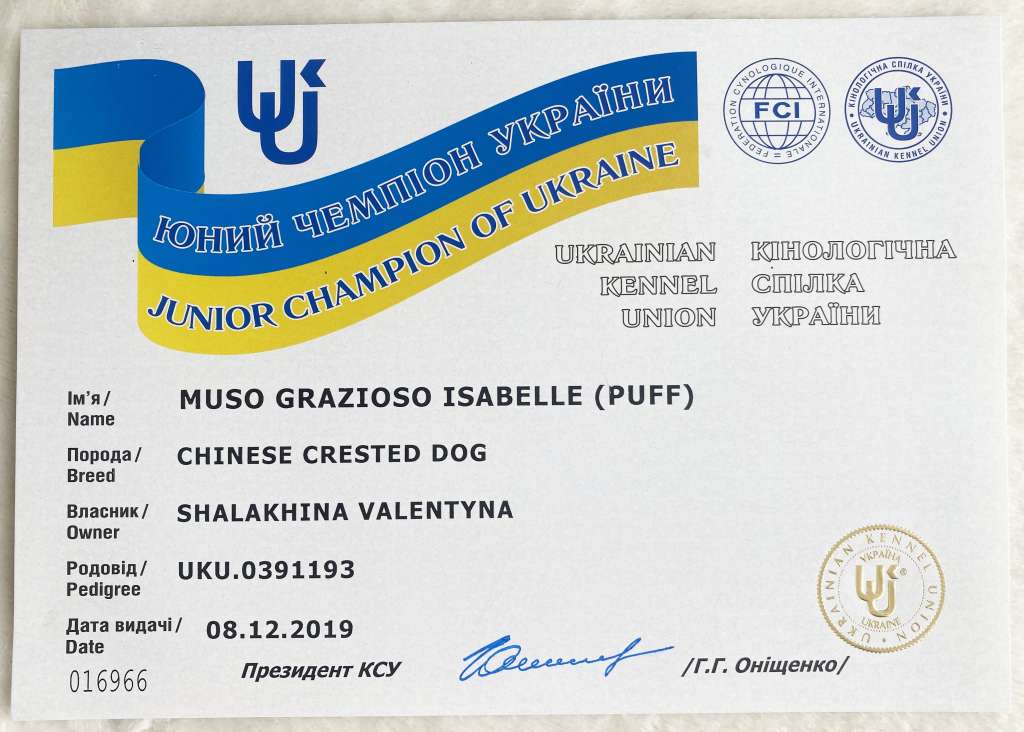 ЮНИЙ ЧЕМПІОН УКРАЇНИ
JUNIOR CHAMPION OF UKRAINE
FEDERATION CYNOLOGIQUE INTERNATIONALE
FCI
КІНОЛОГІЧНА СПІЛКА УКРАЇНИ
UKRAINIAN KENNEL UNION
UKRAINIAN КІНОЛОГІЧНА
KENNEL СПІЛКА
UNION УКРАЇНИ
Ім'я / MUSO GRAZIOSO ISABELLE (PUFF)
Name
Порода / CHINESE CRESTED DOG
Breed
Власник / SHALAKHINA VALENTYNA
Owner
Родовід / UKU.0391193
Pedigree
Дата видачі / 08.12.2019
Date
UKRAINIAN KENNEL UNION
УКРАЇНА
UKRAINE
016966 Президент КСУ /Г.Г. Оніщенко/